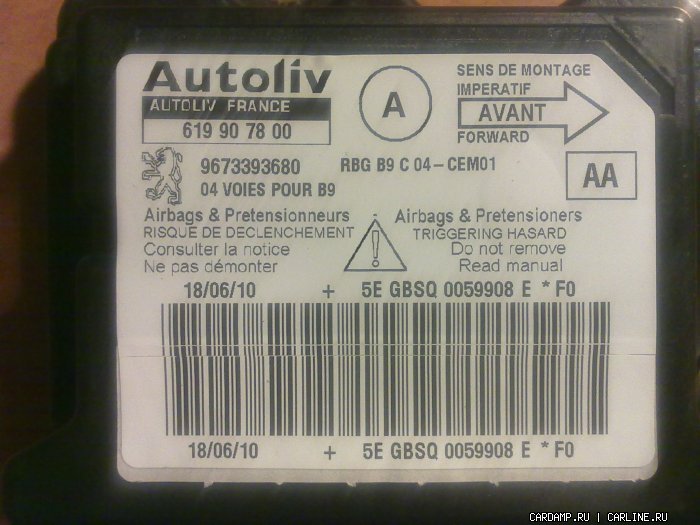 Autoliv
AUTOLIV FRANCE
619 90 78 00
A
SENS DE MONTAGE
IMPERATIF
AVANT
FORWARD
9673393680 RBG B9 C 04-CEM01
04 VOIES POUR B9
AA
Airbags & Pretensionneurs
RISQUE DE DECLENCHEMENT
Consulter la notice
Ne pas démonter
!
Airbags & Pretensioners
TRIGGERING HASARD
Do not remove
Read manual
18/06/10 + 5E GBSQ 0059908 E * F0
18/06/10 + 5E GBSQ 0059908 E * F0
CARDAMP.RU | CARLINE.RU